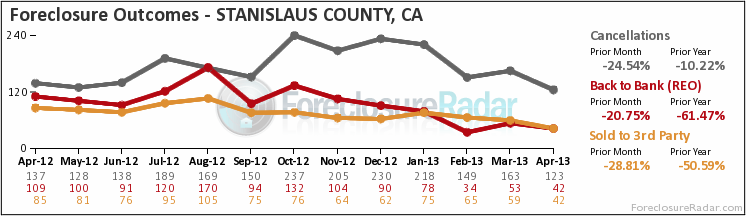 Foreclosure Outcomes - STANISLAUS COUNTY, CA
240
120
0
ForeclosureRadar
Apr-12 May-12 Jun-12 Jul-12 Aug-12 Sep-12 Oct-12 Nov-12 Dec-12 Jan-13 Feb-13 Mar-13 Apr-13
137 128 138 189 169 150 237 205 230 218 149 163 123
109 100 91 120 170 94 132 104 90 78 34 53 42
85 81 76 95 105 75 76 64 62 75 65 59 42
Cancellations
Prior Month Prior Year
-24.54% -10.22%
Back to Bank (REO)
Prior Month Prior Year
-20.75% -61.47%
Sold to 3rd Party
Prior Month Prior Year
-28.81% -50.59%
ForeclosureRadar.com